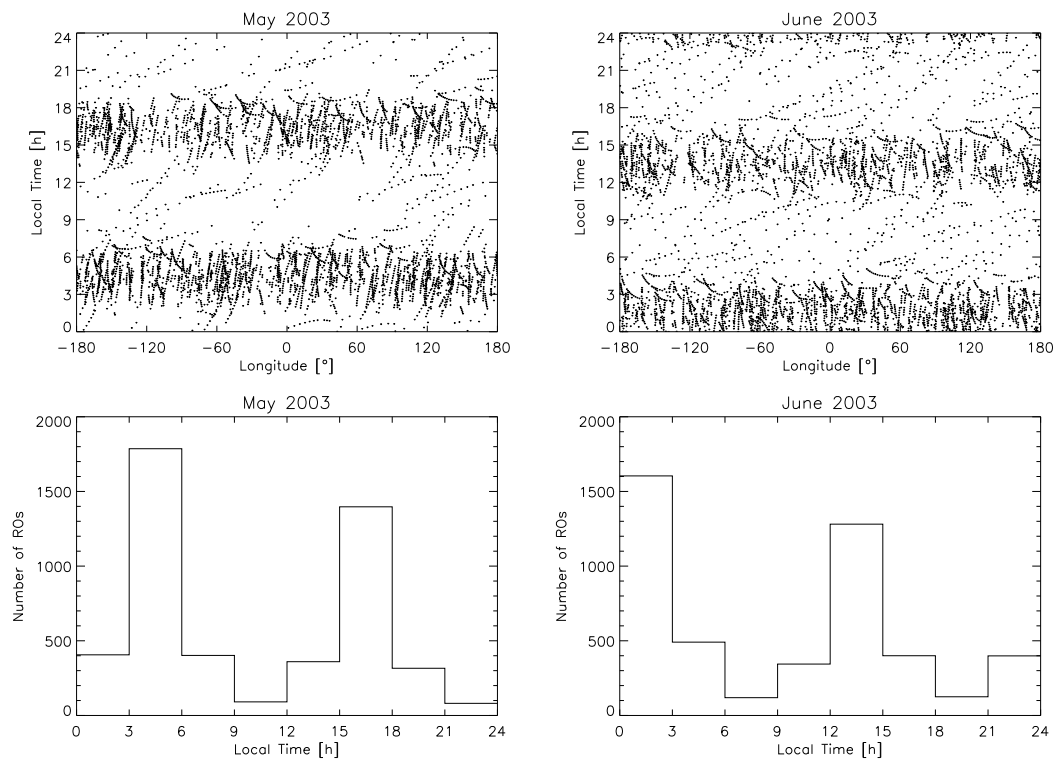 May 2003
24
21
18
15
12
9
6
3
0
Local Time [h]
−180 −120 −60 0 60 120 180
Longitude [°]
June 2003
24
21
18
15
12
9
6
3
0
Local Time [h]
−180 −120 −60 0 60 120 180
Longitude [°]
May 2003
2000
1500
1000
500
0
Number of ROs
0 3 6 9 12 15 18 21 24
Local Time [h]
June 2003
2000
1500
1000
500
0
Number of ROs
0 3 6 9 12 15 18 21 24
Local Time [h]